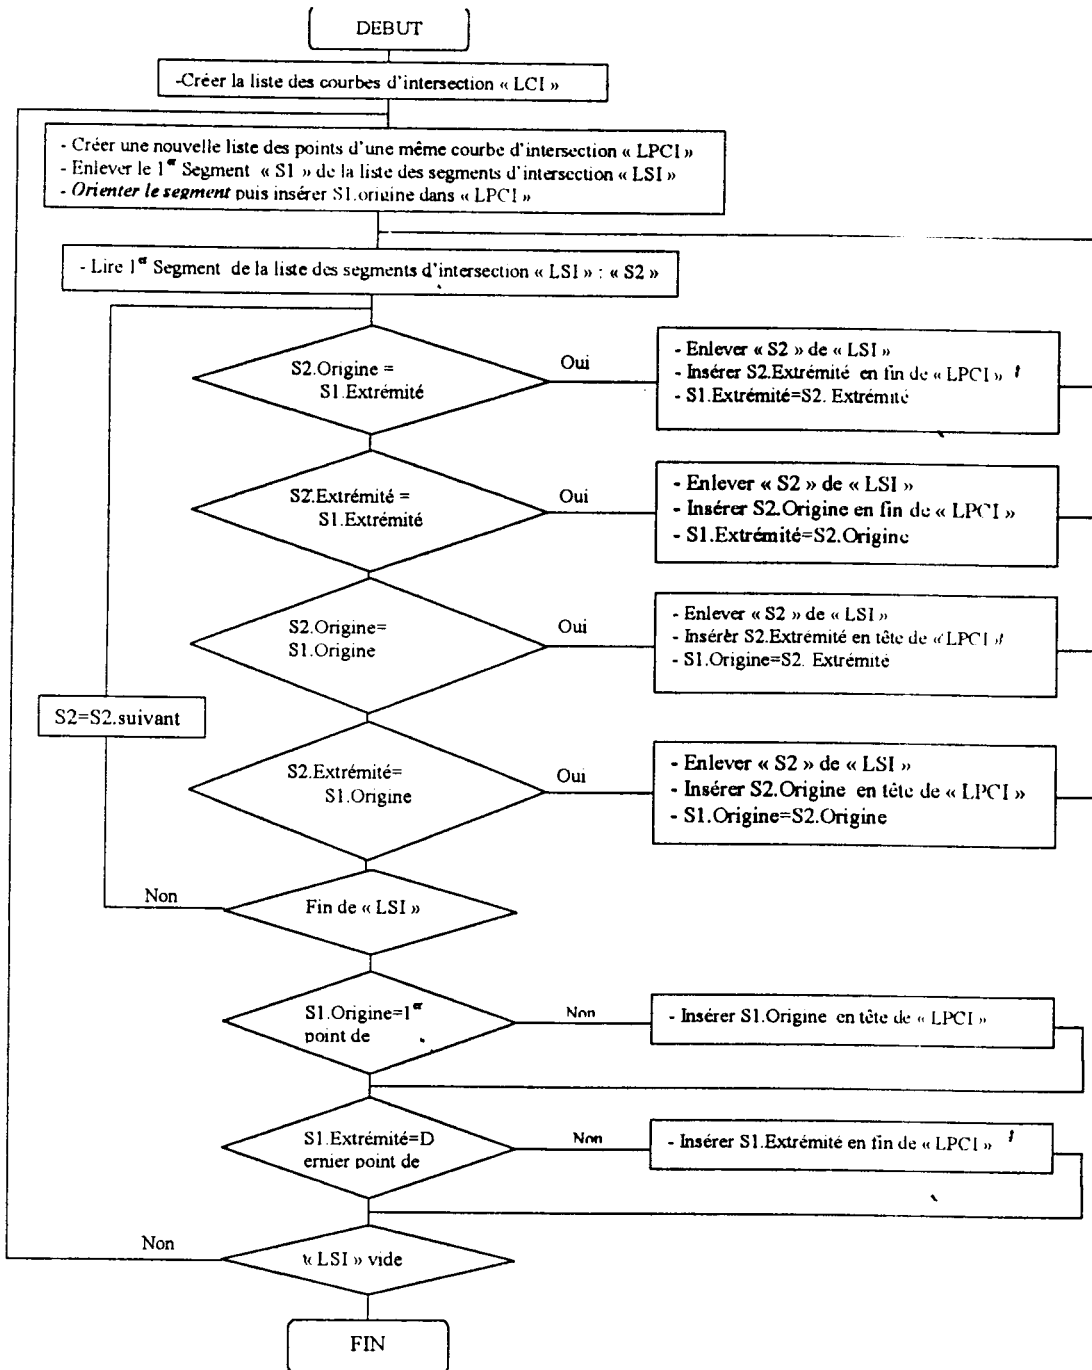 DEBUT
-Créer la liste des courbes d'intersection « LCI »
- Créer une nouvelle liste des points d'une même courbe d'intersection « LPCI »
- Enlever le 1er Segment « S1 » de la liste des segments d'intersection « LSI »
- Orienter le segment puis insérer S1.origine dans « LPCI »
- Lire 1er Segment de la liste des segments d'intersection « LSI » : « S2 »
S2.Origine =
S1.Extrémité
Oui
- Enlever « S2 » de « LSI »
- Insérer S2.Extrémité en fin de « LPCI »
- S1.Extrémité=S2. Extrémité
S2.Extrémité =
S1.Extrémité
Oui
- Enlever « S2 » de « LSI »
- Insérer S2.Origine en fin de « LPCI »
- S1.Extrémité=S2.Origine
S2.Origine=
S1.Origine
Oui
- Enlever « S2 » de « LSI »
- Insérer S2.Extrémité en tête de « LPCI »
- S1.Origine=S2. Extrémité
S2=S2.suivant
S2.Extrémité=
S1.Origine
Oui
- Enlever « S2 » de « LSI »
- Insérer S2.Origine en tête de « LPCI »
- S1.Origine=S2.Origine
Non
Fin de « LSI »
S1.Origine=1er
point de
Non
- Insérer S1.Origine en tête de « LPCI »
S1.Extrémité=D
ernier point de
Non
- Insérer S1.Extrémité en fin de « LPCI »
Non
« LSI » vide
FIN